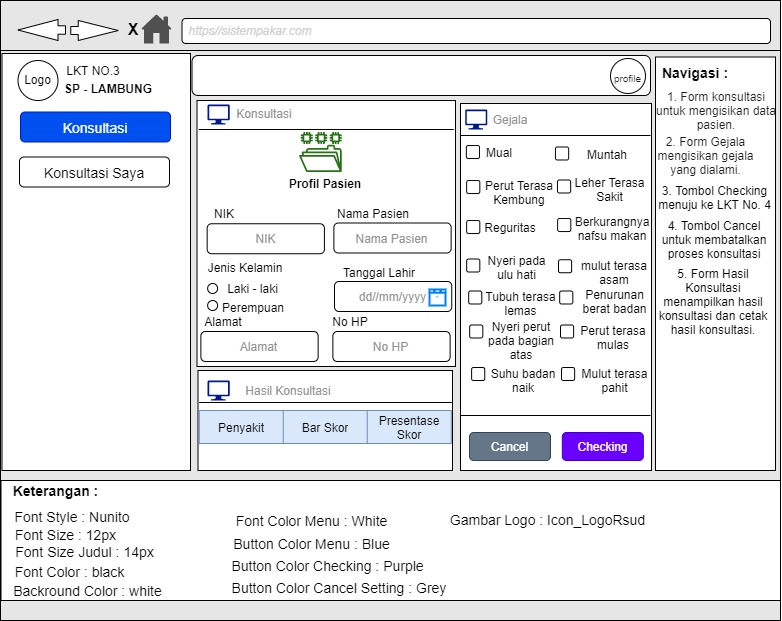 X
https//sistempakar.com
Logo
LKT NO.3
SP - LAMBUNG
Konsultasi
Konsultasi Saya
profile
Konsultasi
Profil Pasien
NIK
Nama Pasien
NIK
Nama Pasien
Jenis Kelamin
Tanggal Lahir
Laki - laki
Perempuan
dd//mm/yyyy
Alamat
No HP
Alamat
No HP
Hasil Konsultasi
Penyakit
Bar Skor
Presentase
Skor
Gejala
Mual
Muntah
Perut Terasa
Kembung
Leher Terasa
Sakit
Reguritas
Berkurangnya
nafsu makan
Nyeri pada
ulu hati
mulut terasa
asam
Tubuh terasa
lemas
Penurunan
berat badan
Nyeri perut
pada bagian
atas
Perut terasa
mulas
Suhu badan
naik
Mulut terasa
pahit
Cancel
Checking
Navigasi :
1. Form konsultasi
untuk mengisikan data
pasien.
2. Form Gejala
mengisikan gejala
yang dialami.
3. Tombol Checking
menuju ke LKT No. 4
4. Tombol Cancel
untuk membatalkan
proses konsultasi
5. Form Hasil
Konsultasi
menampilkan hasil
konsultasi dan cetak
hasil konsultasi.
Keterangan :
Font Style : Nunito
Font Size : 12px
Font Size Judul : 14px
Font Color : black
Backround Color : white
Font Color Menu : White
Button Color Menu : Blue
Button Color Checking : Purple
Button Color Cancel Setting : Grey
Gambar Logo : Icon_LogoRsud